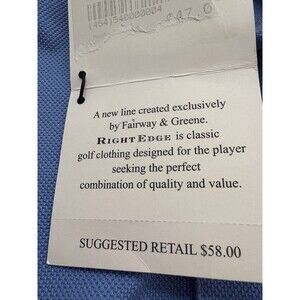 A new line created exclusively
by Fairway & Greene.
RIGHTEDGE is classic
golf clothing designed for the player
seeking the perfect
combination of quality and value.
SUGGESTED RETAIL $58.00